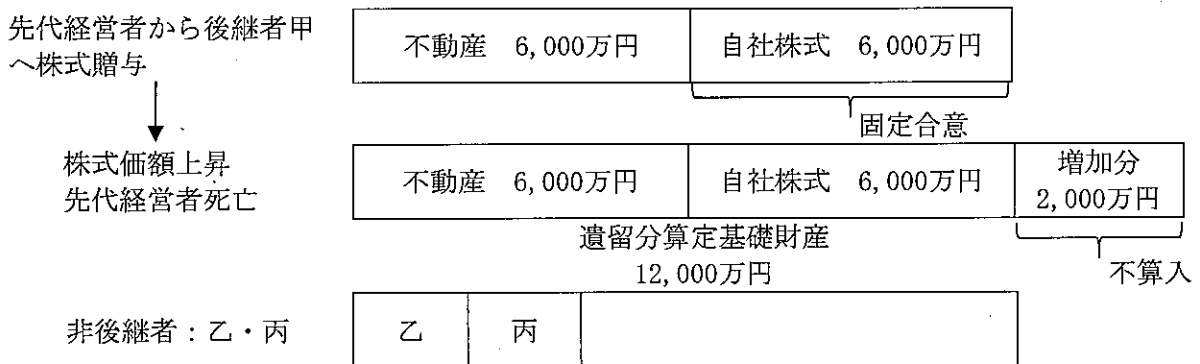 先代経営者から後継者甲
へ株式贈与
不動産 6,000万円 自社株式 6,000万円
固定合意
株式価額上昇
先代経営者死亡
不動産 6,000万円 自社株式 6,000万円
増加分
2,000万円
遺留分算定基礎財産
12,000万円
不算入
非後継者:乙・丙 乙 丙